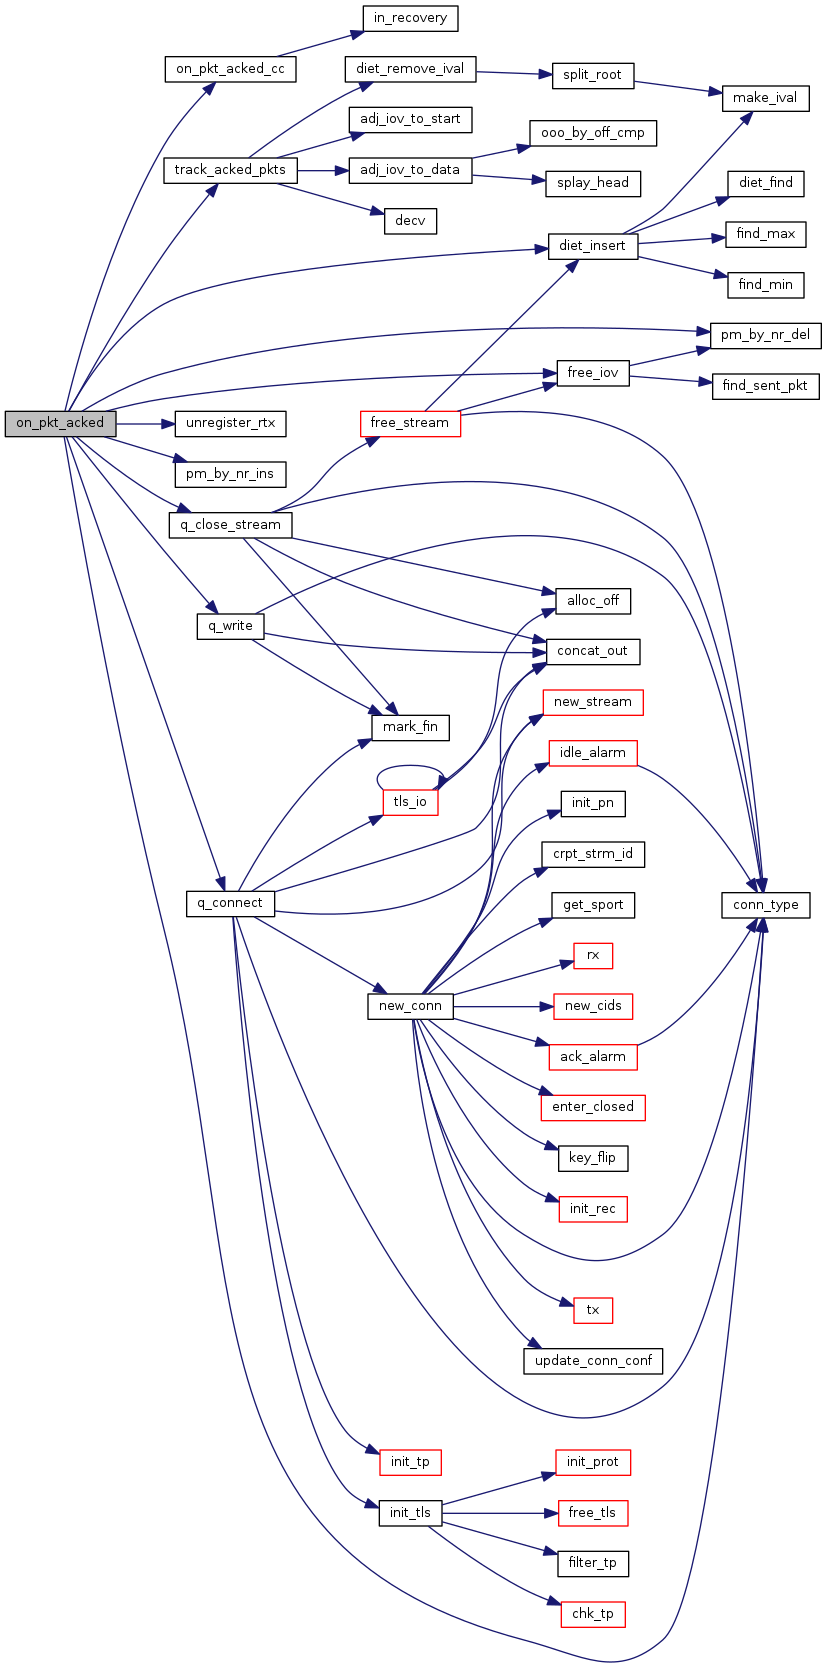 in_recovery
on_pkt_acked_cc
diet_remove_ival
split_root
make_ival
adj_iov_to_start
ooo_by_off_cmp
track_acked_pkts
adj_iov_to_data
splay_head
diet_find
decv
find_max
diet_insert
find_min
pm_by_nr_del
free_iov
find_sent_pkt
on_pkt_acked
unregister_rtx
free_stream
pm_by_nr_ins
q_close_stream
alloc_off
q_write
concat_out
new_stream
mark_fin
idle_alarm
tls_io
init_pn
crpt_strm_id
q_connect
get_sport
conn_type
rx
new_conn
new_cids
ack_alarm
enter_closed
key_flip
init_rec
tx
update_conn_conf
init_tp
init_prot
init_tls
free_tls
filter_tp
chk_tp